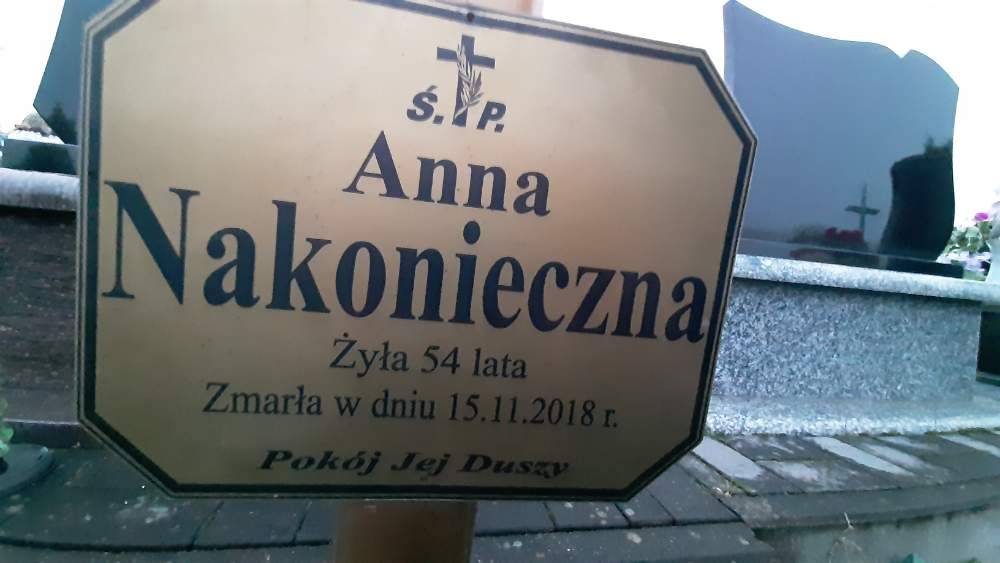 Ś. P.
Anna
Nakonieczna
Żyła 54 lata
Zmarła w dniu 15.11.2018 r.
Pokój Jej Duszy